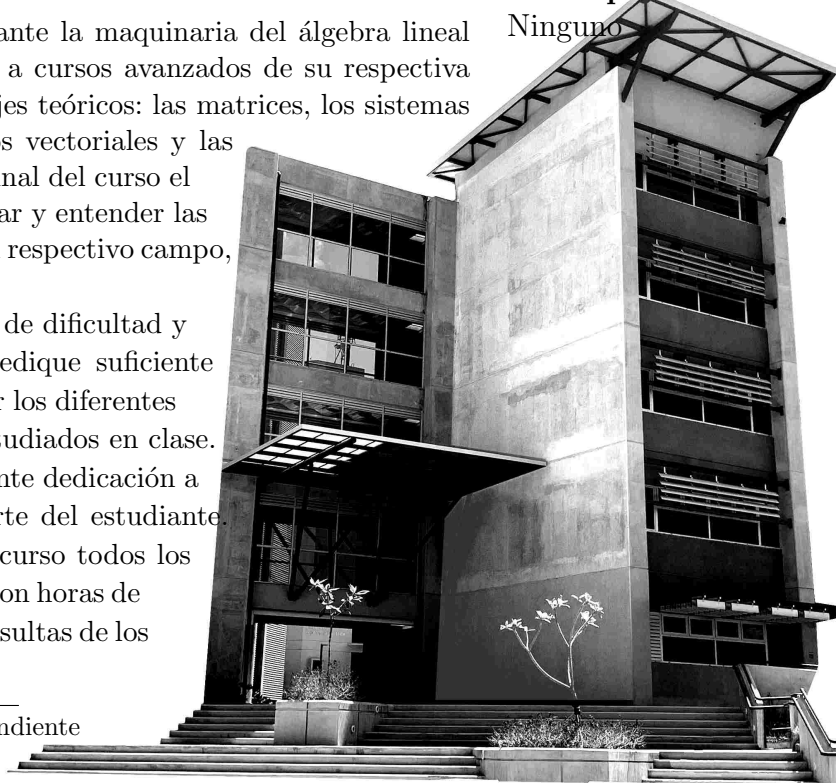 Ninguno
ante la maquinaria del álgebra lineal
a cursos avanzados de su respectiva
jes teóricos: las matrices, los sistemas
s vectoriales y las
nal del curso el
ar y entender las
respectivo campo,
de dificultad y
edique suficiente
r los diferentes
tudiados en clase.
nte dedicación a
rte del estudiante.
curso todos los
on horas de
sultas de los
ndiente